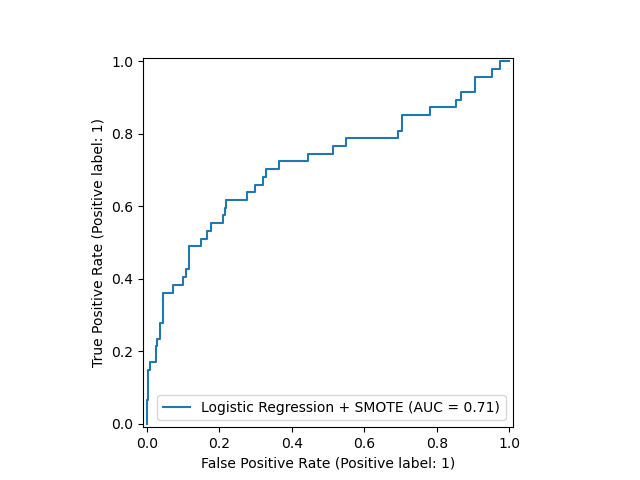 1.0
0.8
0.6
0.4
0.2
0.0
True Positive Rate (Positive label: 1)
Logistic Regression + SMOTE (AUC = 0.71)
0.0 0.2 0.4 0.6 0.8 1.0
False Positive Rate (Positive label: 1)